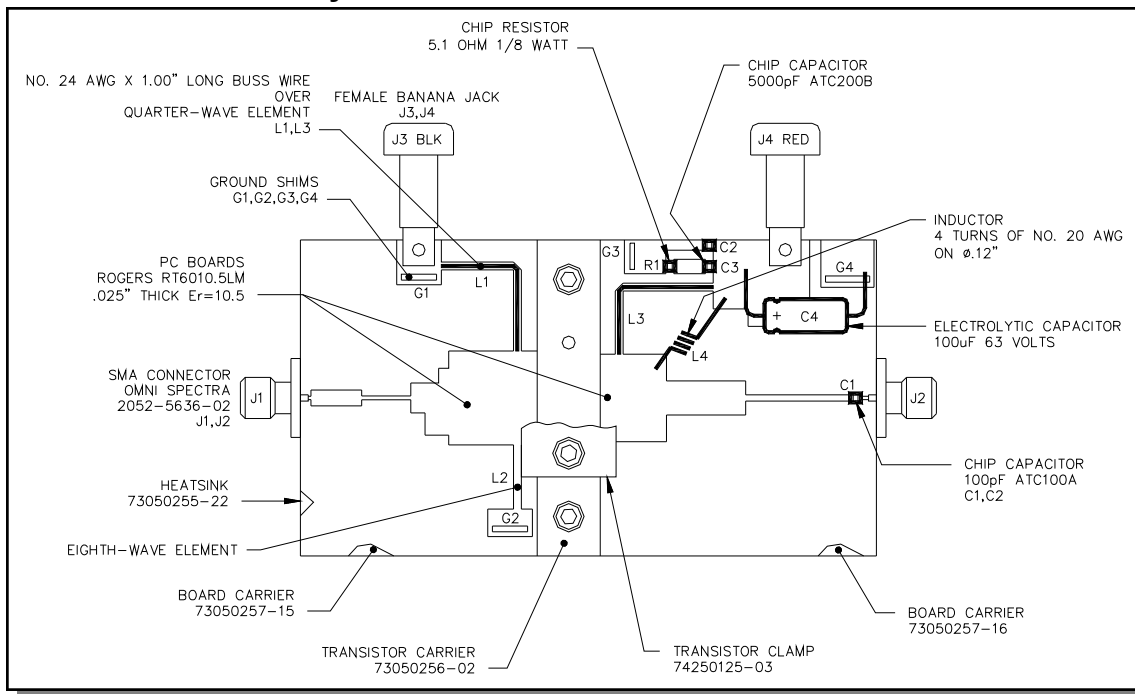 CHIP RESISTOR
5.1 OHM 1/8 WATT
CHIP CAPACITOR
5000pF ATC200B
NO. 24 AWG X 1.00" LONG BUSS WIRE
OVER
QUARTER-WAVE ELEMENT
L1,L3
FEMALE BANANA JACK
J3,J4
J3 BLK
J4 RED
GROUND SHIMS
G1,G2,G3,G4
INDUCTOR
4 TURNS OF NO. 20 AWG
ON ø.12"
PC BOARDS
ROGERS RT6010.5LM
.025" THICK Er=10.5
G1
L1
G3
C2
R1
C3
G4
L3
+ C4
L4
ELECTROLYTIC CAPACITOR
100uF 63 VOLTS
SMA CONNECTOR
OMNI SPECTRA
2052-5636-02
J1,J2
J1
C1
J2
CHIP CAPACITOR
100pF ATC100A
C1,C2
HEATSINK
73050255-22
L2
G2
EIGHTH-WAVE ELEMENT
BOARD CARRIER
73050257-15
BOARD CARRIER
73050257-16
TRANSISTOR CARRIER
73050256-02
TRANSISTOR CLAMP
74250125-03